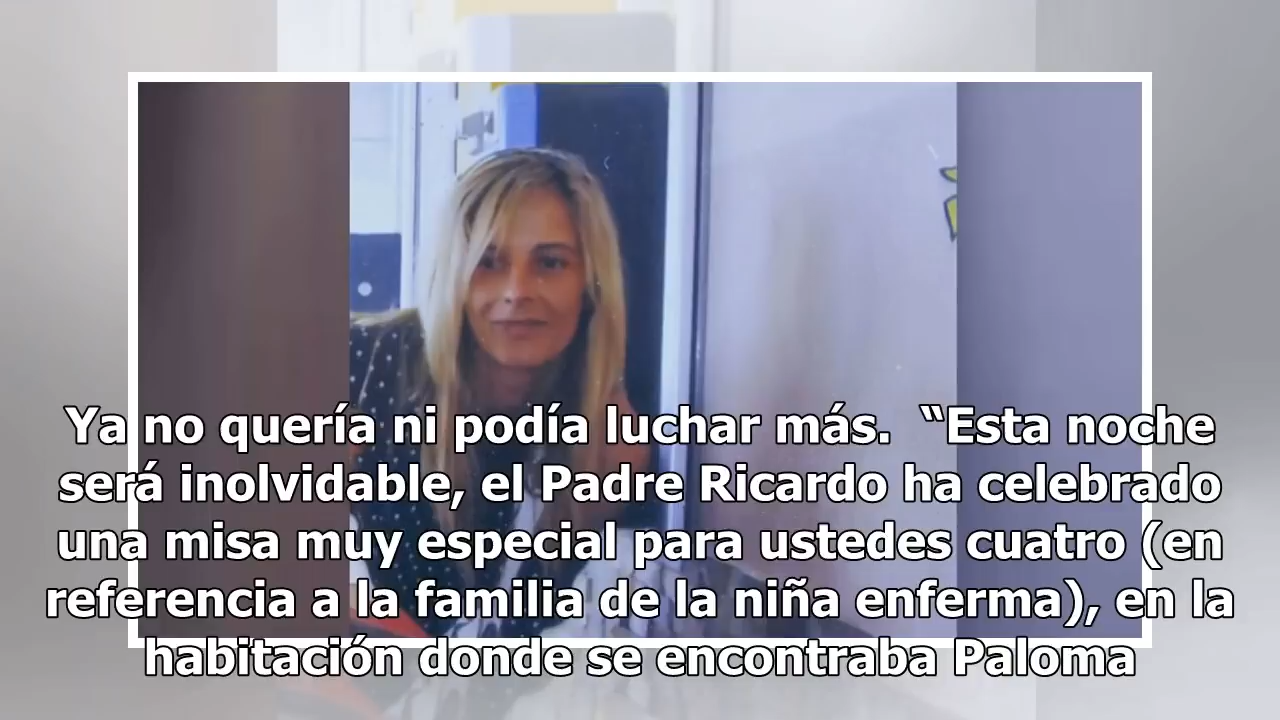 Ya no quería ni podía luchar más. “Esta noche
será inolvidable, el Padre Ricardo ha celebrado
una misa muy especial para ustedes cuatro (en
referencia a la familia de la niña enferma), en la
habitación donde se encontraba Paloma